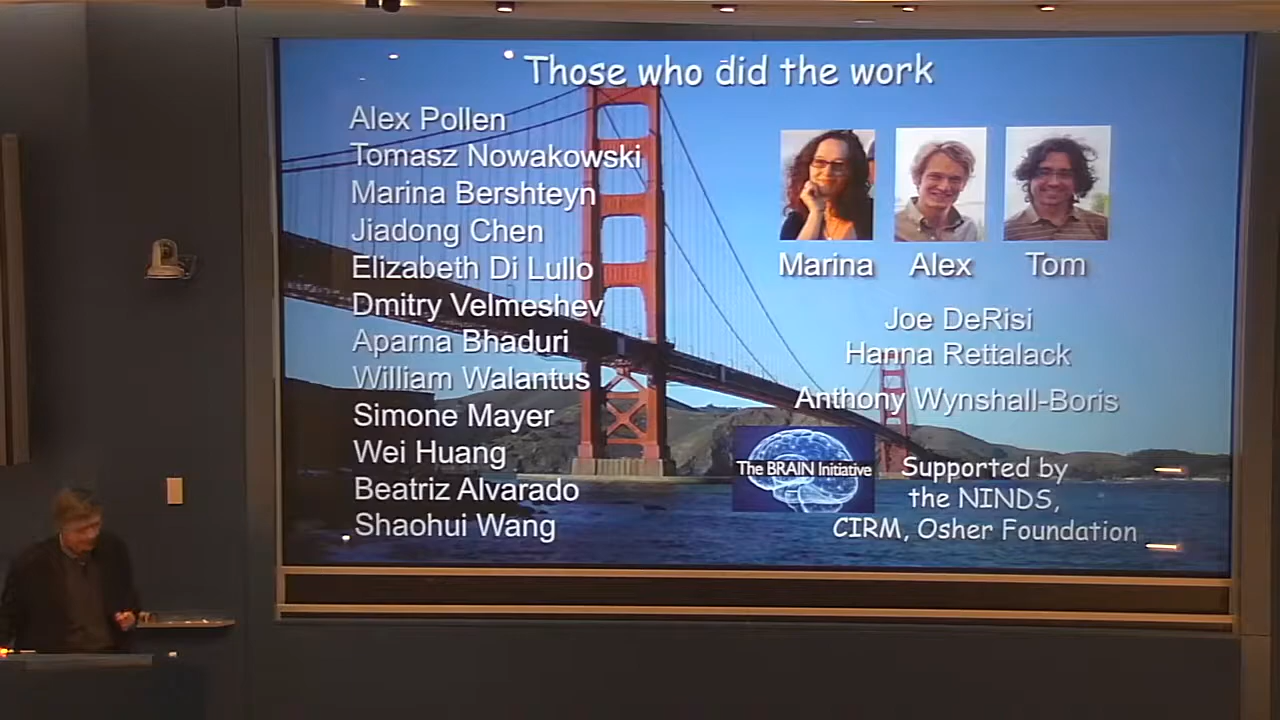 Those who did the work
Alex Pollen
Tomasz Nowakowski
Marina Bershteyn
Jiadong Chen
Elizabeth Di Lullo
Dmitry Velmeshev
Aparna Bhaduri
William Walantus
Simone Mayer
Wei Huang
Beatriz Alvarado
Shaohui Wang
Marina Alex Tom
Joe DeRisi
Hanna Rettalack
Anthony Wynshall-Boris
The BRAIN Initiative
Supported by
the NINDS,
CIRM, Osher Foundation